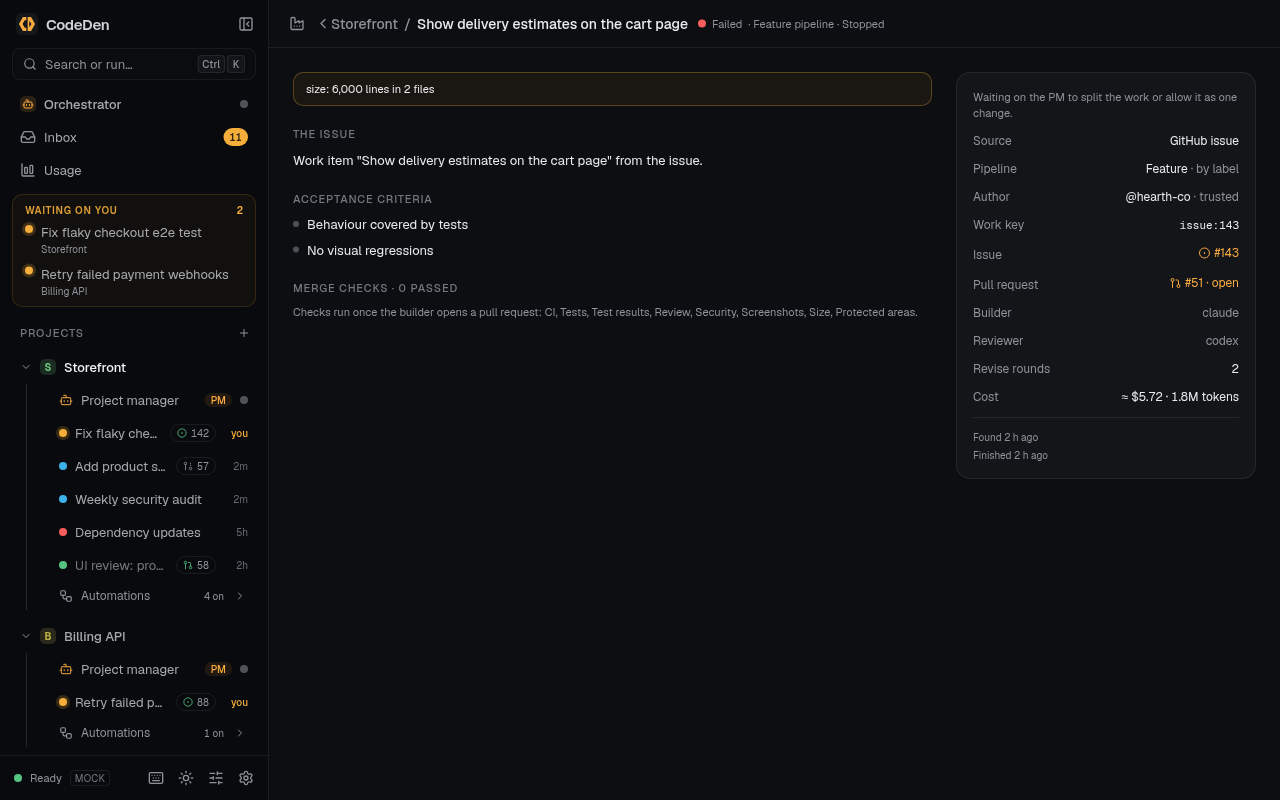 CodeDen
Search or run…
Ctrl K
Orchestrator
Inbox
11
Usage
WAITING ON YOU
2
Fix flaky checkout e2e test
Storefront
Retry failed payment webhooks
Billing API
PROJECTS
S Storefront
Project manager PM
Fix flaky che… 142 you
Add product s… 57 2m
Weekly security audit 2m
Dependency updates 5h
UI review: pro… 58 2h
Automations 4 on
B Billing API
Project manager PM
Retry failed p… 88 you
Automations 1 on
Ready MOCK
Storefront / Show delivery estimates on the cart page Failed · Feature pipeline · Stopped
size: 6,000 lines in 2 files
THE ISSUE
Work item "Show delivery estimates on the cart page" from the issue.
ACCEPTANCE CRITERIA
Behaviour covered by tests
No visual regressions
MERGE CHECKS · 0 PASSED
Checks run once the builder opens a pull request: CI, Tests, Test results, Review, Security, Screenshots, Size, Protected areas.
Waiting on the PM to split the work or allow it as one
change.
Source GitHub issue
Pipeline Feature · by label
Author @hearth-co · trusted
Work key issue:143
Issue #143
Pull request #51 · open
Builder claude
Reviewer codex
Revise rounds 2
Cost ≈ $5.72 · 1.8M tokens
Found 2 h ago
Finished 2 h ago